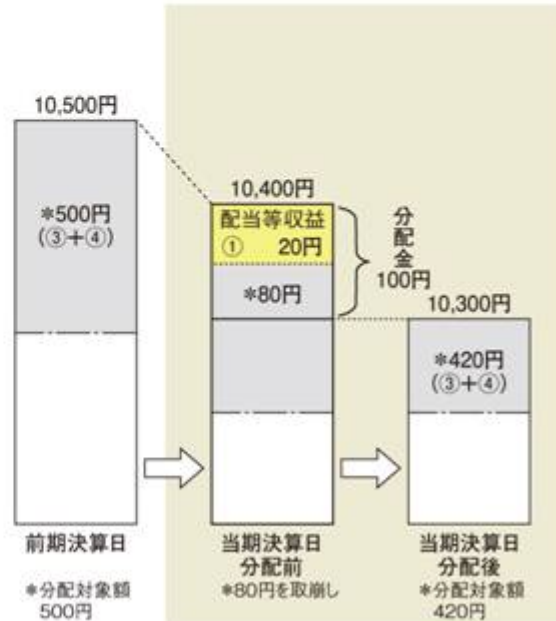 10,500円
*500円
(③+④)
前期決算日
*分配対象額
500円
10,400円
配当等収益
① 20円
*80円
分配金
100円
当期決算日
分配前
*80円を取崩し
10,300円
*420円
(③+④)
当期決算日
分配後
*分配対象額
420円